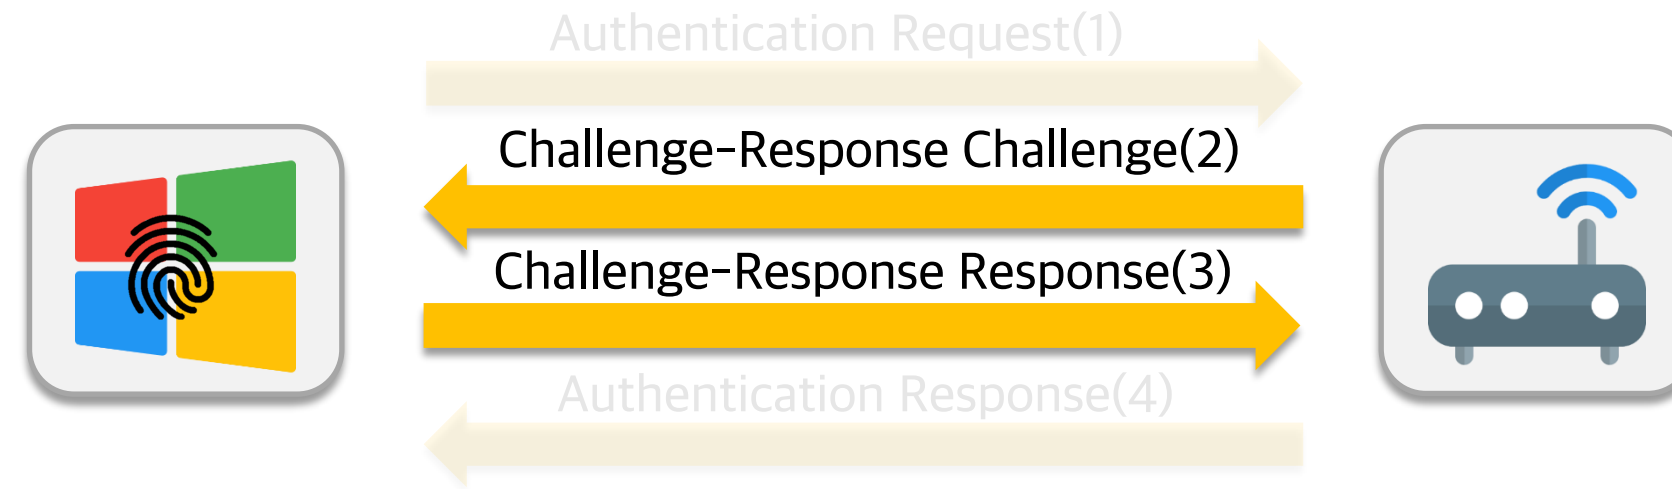 Authentication Request(1)
Challenge-Response Challenge(2)
Challenge-Response Response(3)
Authentication Response(4)